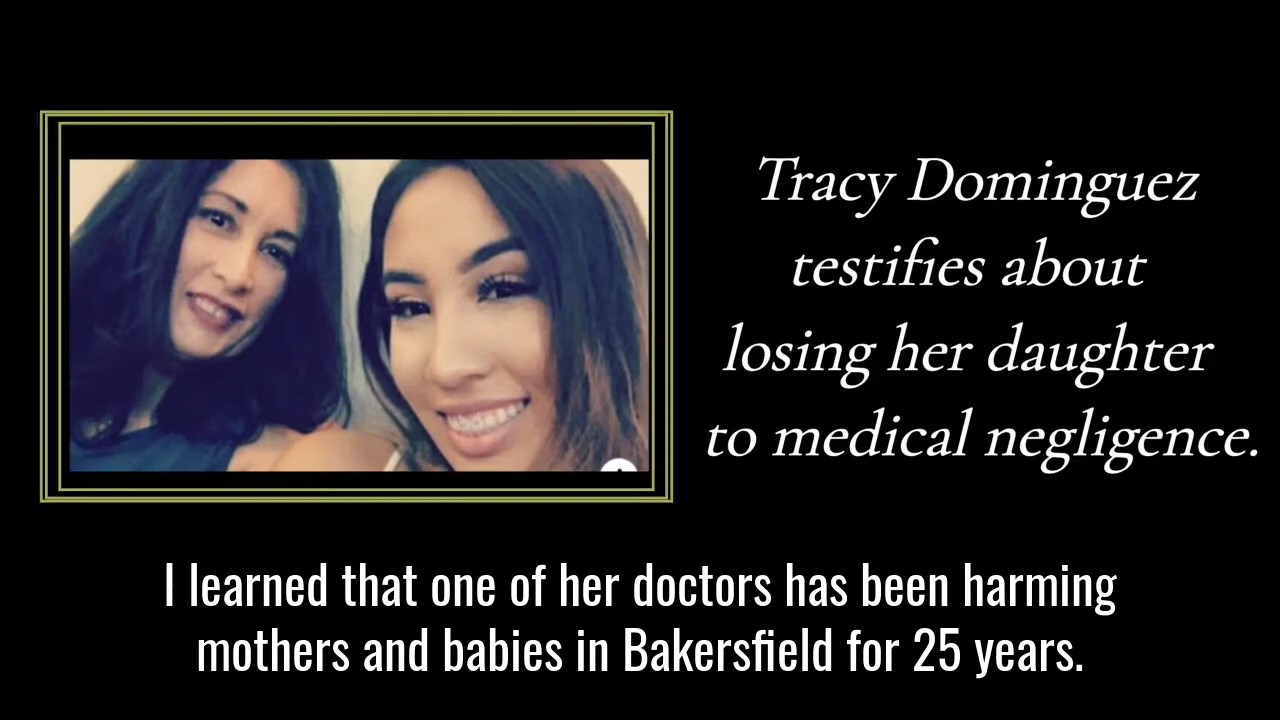 Tracy Dominguez
testifies about
losing her daughter
to medical negligence.
I learned that one of her doctors has been harming
mothers and babies in Bakersfield for 25 years.